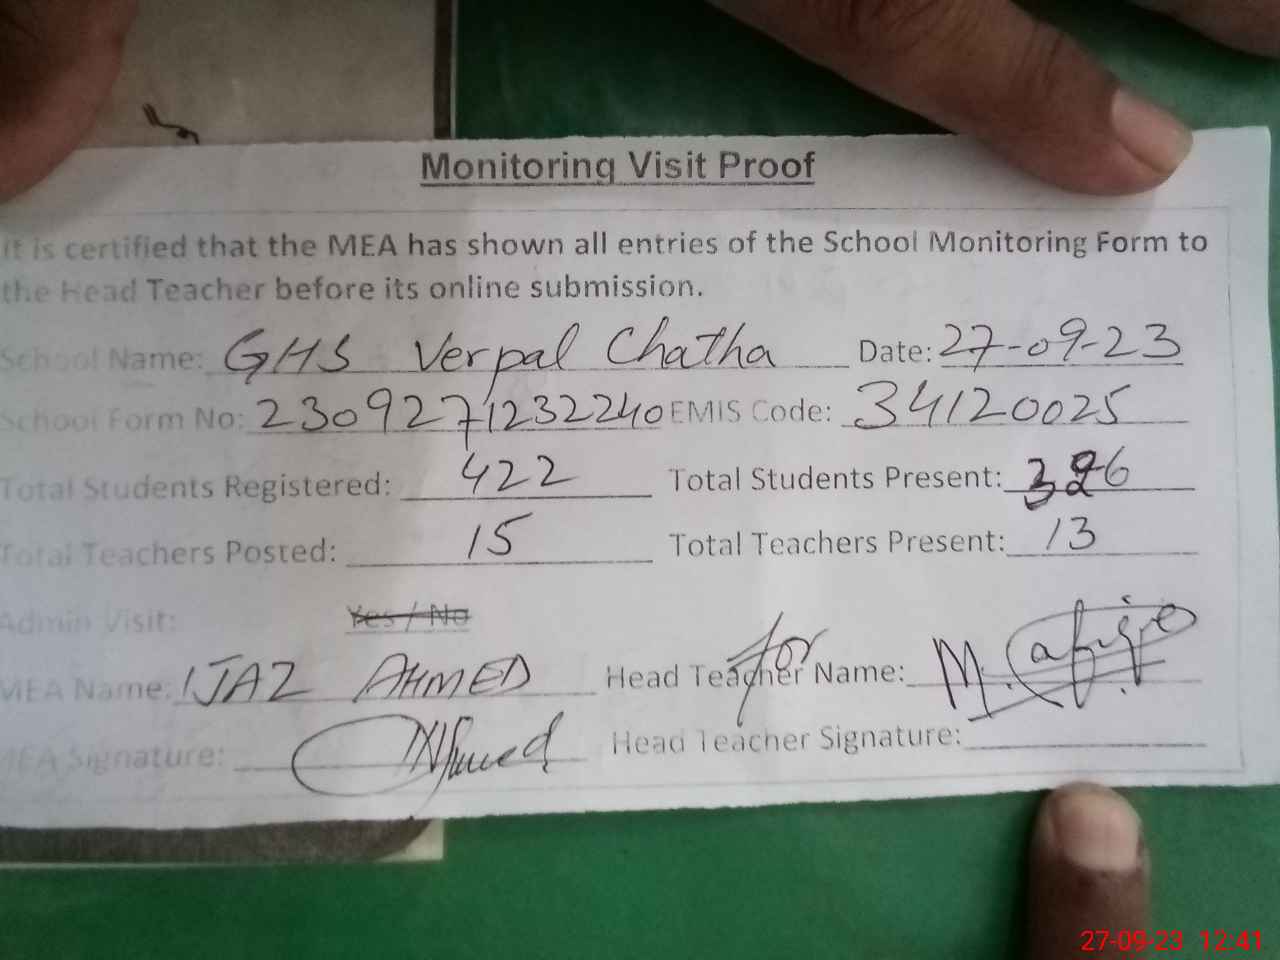 Monitoring Visit Proof
It is certified that the MEA has shown all entries of the School Monitoring Form to
the Head Teacher before its online submission.
School Name: GHS Verpal Chatha Date: 27-09-23
School Form No: 2309271232240 EMIS Code: 34120025
Total Students Registered: 422 Total Students Present: 326
Total Teachers Posted: 15 Total Teachers Present: 13
Admin Visit: Yes / No
MEA Name: IJAZ AHMED for Head Teacher Name: M.
MEA Signature: Head Teacher Signature:
27-09-23 12:41